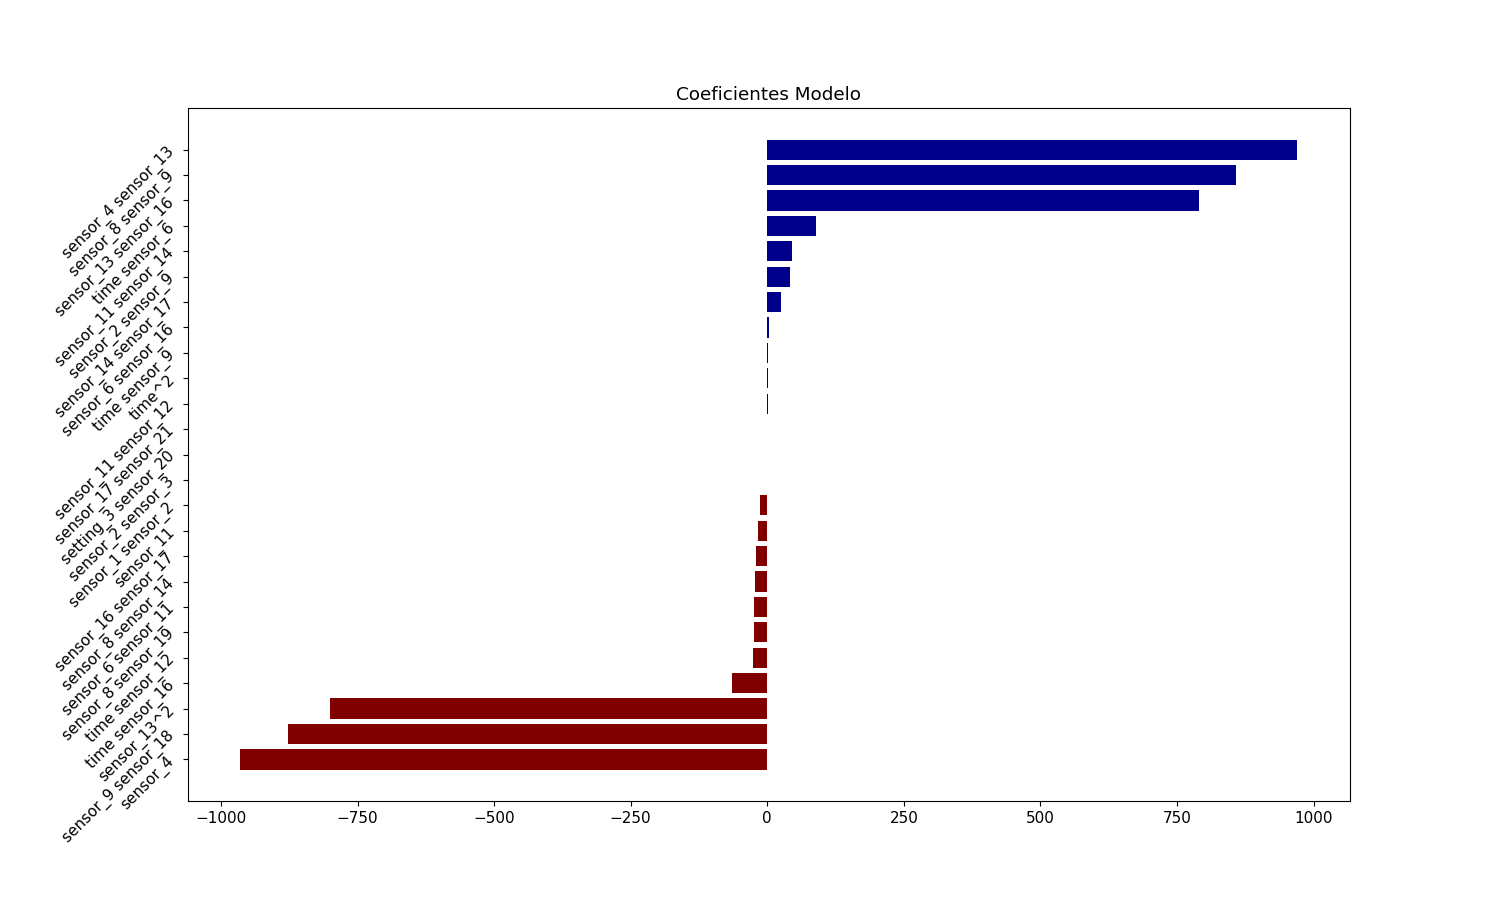 Coeficientes Modelo
sensor_4 sensor_13
sensor_8 sensor_9
sensor_13 sensor_16
time sensor_6
sensor_11 sensor_14
sensor_2 sensor_9
sensor_14 sensor_17
sensor_6 sensor_16
time sensor_9
time^2
sensor_11 sensor_12
sensor_17 sensor_21
setting_3 sensor_20
sensor_2 sensor_3
sensor_1 sensor_2
sensor_11
sensor_16 sensor_17
sensor_8 sensor_14
sensor_6 sensor_11
sensor_8 sensor_19
time sensor_12
time sensor_16
sensor_13^2
sensor_9 sensor_18
sensor_4
−1000 −750 −500 −250 0 250 500 750 1000